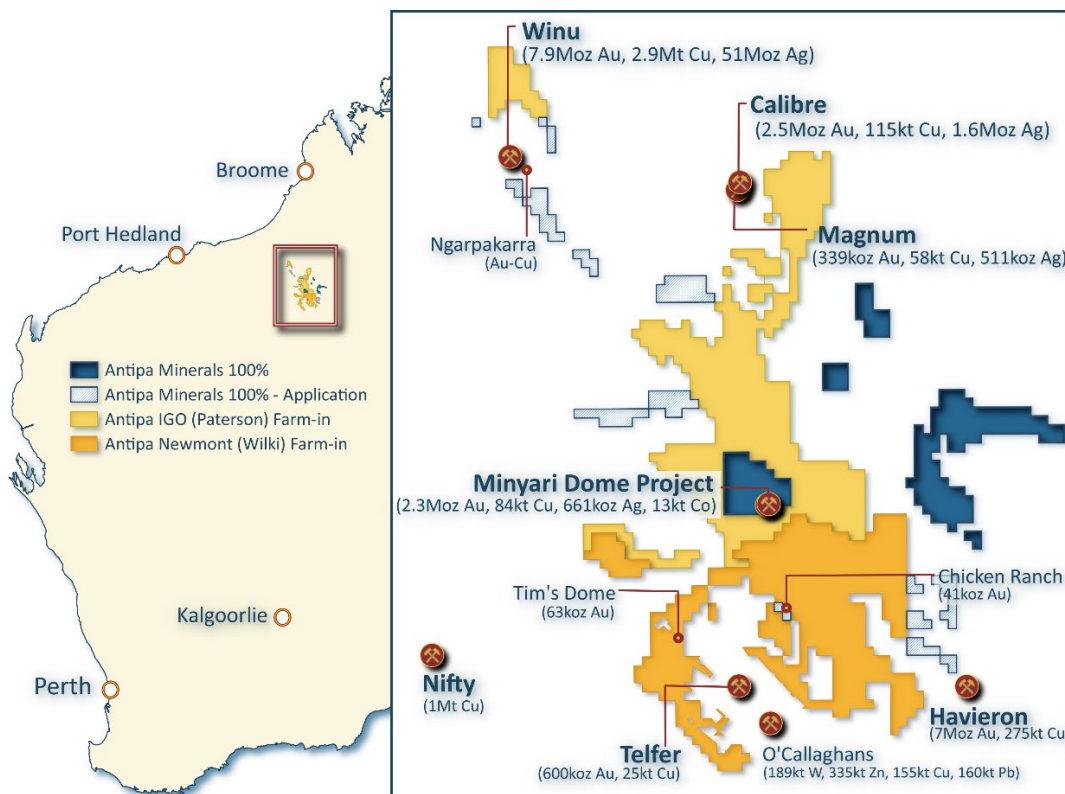 Broome
Port Hedland
Antipa Minerals 100%
Antipa Minerals 100% - Application
Antipa IGO (Paterson) Farm-in
Antipa Newmont (Wilki) Farm-in
Kalgoorlie
Perth
Winu
(7.9Moz Au, 2.9Mt Cu, 51Moz Ag)
Calibre
(2.5Moz Au, 115kt Cu, 1.6Moz Ag)
Ngarpakarra
(Au-Cu)
Magnum
(339koz Au, 58kt Cu, 511koz Ag)
Minyari Dome Project
(2.3Moz Au, 84kt Cu, 661koz Ag, 13kt Co)
Tim's Dome
(63koz Au)
Chicken Ranch
(41koz Au)
Nifty
(1Mt Cu)
Telfer
(600koz Au, 25kt Cu)
O'Callaghans
(189kt W, 335kt Zn, 155kt Cu, 160kt Pb)
Havieron
(7Moz Au, 275kt Cu